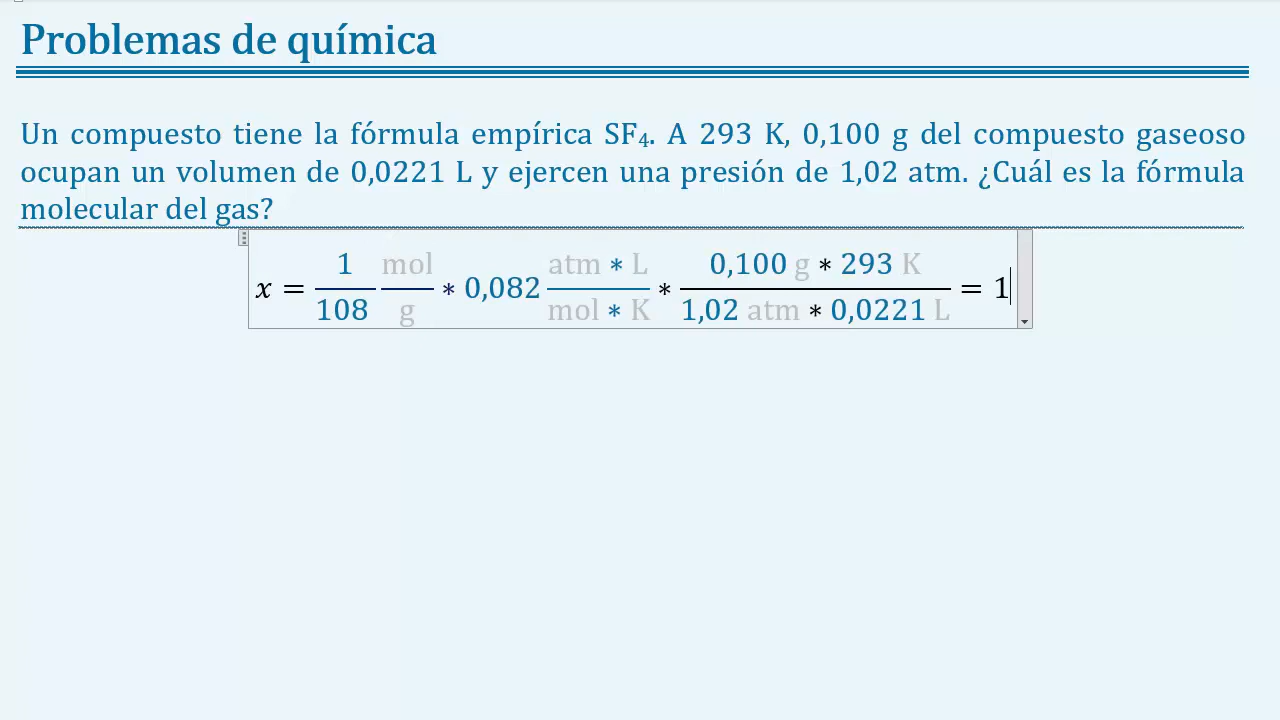 Problemas de química
Un compuesto tiene la fórmula empírica SF₄. A 293 K, 0,100 g del compuesto gaseoso
ocupan un volumen de 0,0221 L y ejercen una presión de 1,02 atm. ¿Cuál es la fórmula
molecular del gas?
x = 1/108 mol/g * 0,082 (atm * L)/(mol * K) * (0,100 g * 293 K)/(1,02 atm * 0,0221 L) = 1